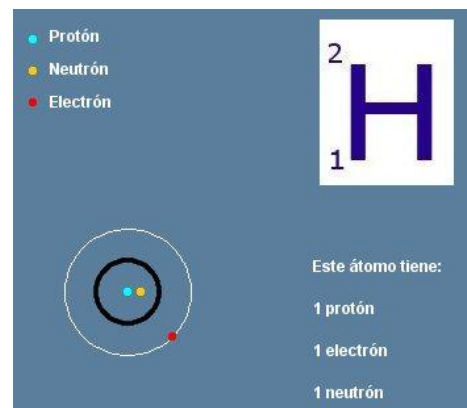 Protón
Neutrón
Electrón
2
H
1
Este átomo tiene:
1 protón
1 electrón
1 neutrón